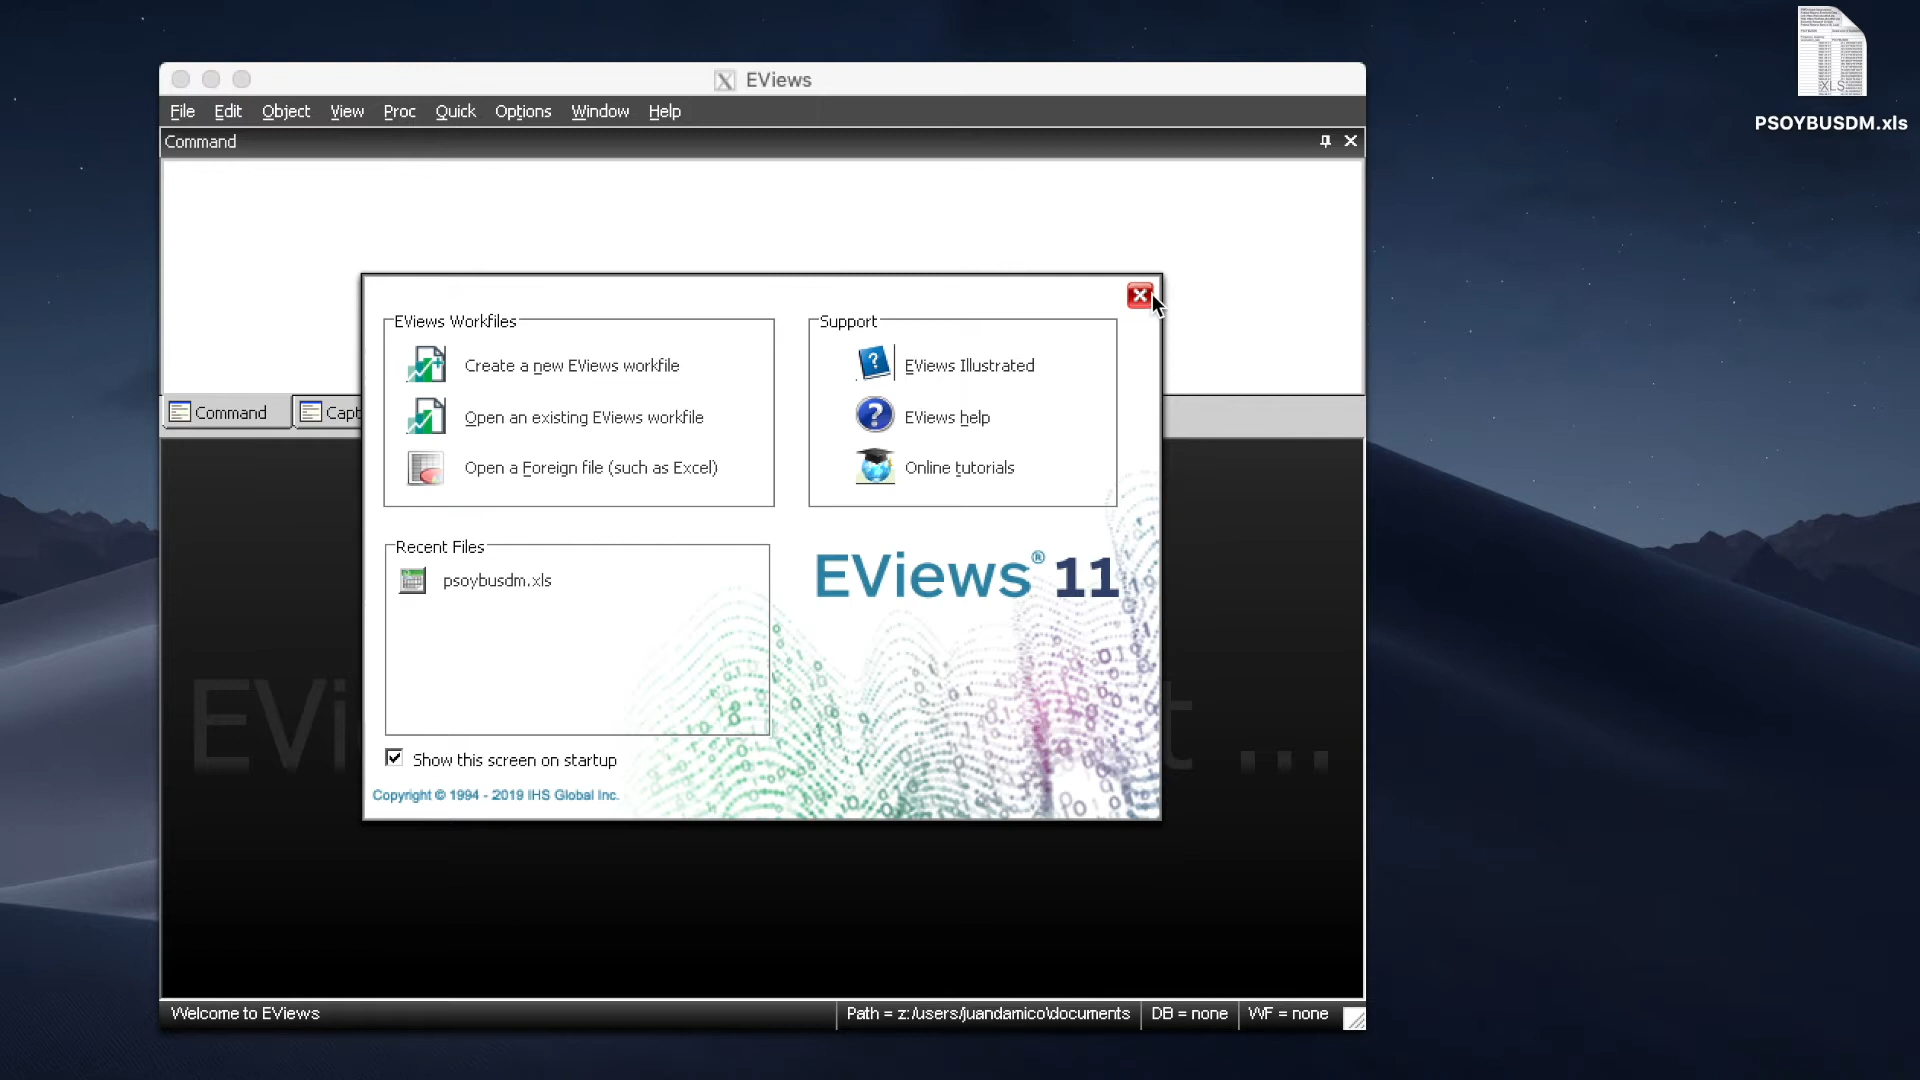 EViews
File Edit Object View Proc Quick Options Window Help
Command
PSOYBUSDM.xls
XLS
EViews Workfiles
Create a new EViews workfile
Open an existing EViews workfile
Open a Foreign file (such as Excel)
Support
EViews Illustrated
EViews help
Online tutorials
Command Capt
Recent Files
psoybusdm.xls
EViews® 11
EVi t ...
Show this screen on startup
Copyright © 1994 - 2019 IHS Global Inc.
Welcome to EViews Path = z:\users\juandamico\documents DB = none WF = none